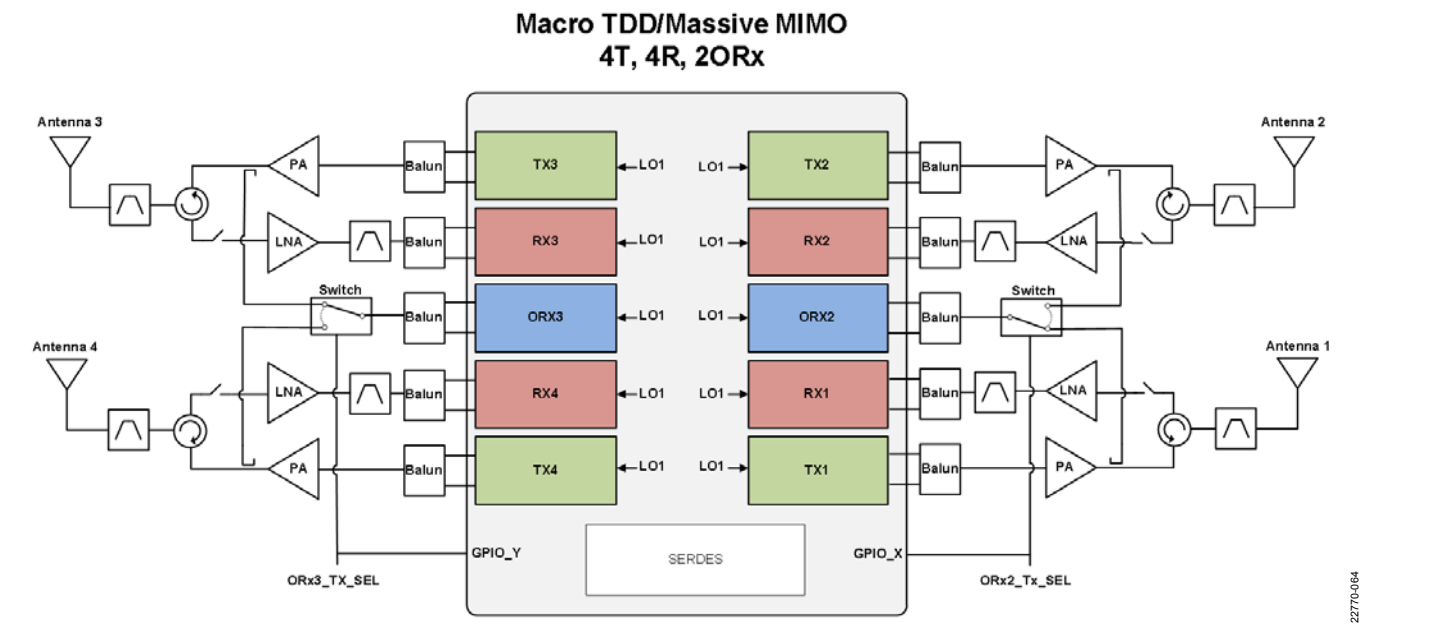 Macro TDD/Massive MIMO
4T, 4R, 2ORx
Antenna 3
PA
Balun
TX3
LO1
LO1
TX2
Balun
PA
Antenna 2
LNA
Balun
RX3
LO1
LO1
RX2
Balun
LNA
Switch
Balun
ORX3
LO1
LO1
ORX2
Balun
Switch
Antenna 4
LNA
Balun
RX4
LO1
LO1
RX1
Balun
LNA
Antenna 1
PA
Balun
TX4
LO1
LO1
TX1
Balun
PA
GPIO_Y
SERDES
GPIO_X
ORx3_TX_SEL
ORx2_Tx_SEL
22770-064